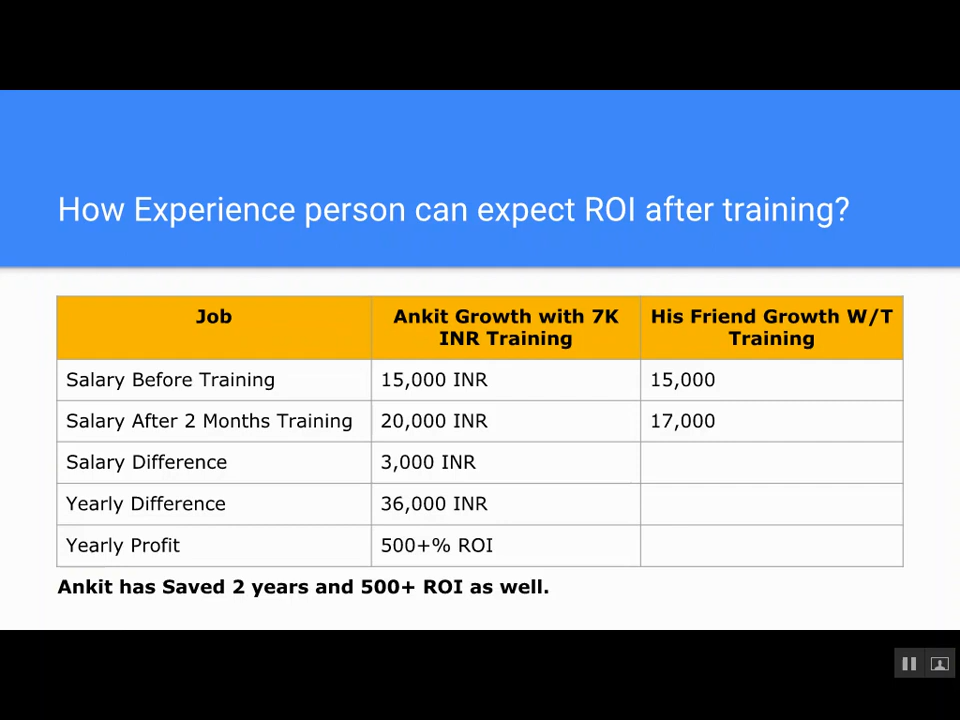 How Experience person can expect ROI after training?
Job
Ankit Growth with 7K
INR Training
His Friend Growth W/T
Training
Salary Before Training
15,000 INR
15,000
Salary After 2 Months Training
20,000 INR
17,000
Salary Difference
3,000 INR
Yearly Difference
36,000 INR
Yearly Profit
500+% ROI
Ankit has Saved 2 years and 500+ ROI as well.